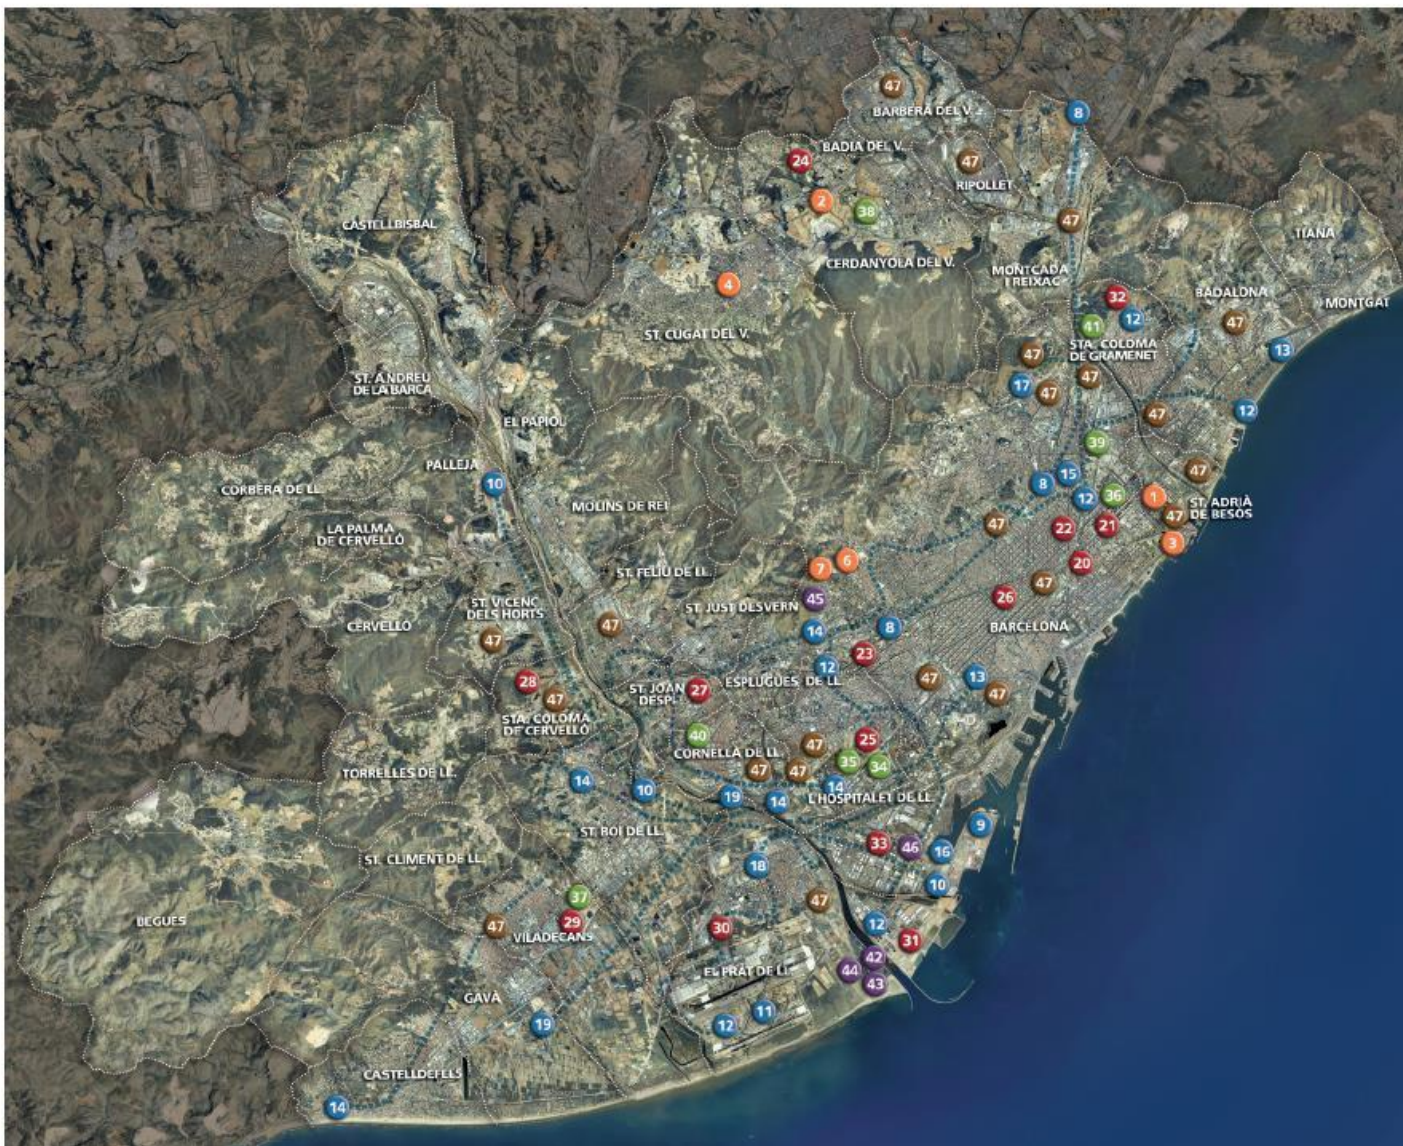 47
BARBERÀ DEL V.
8
BADIA DEL V.
24
47
RIPOLLET
2
38
47
CASTELLBISBAL
TIANA
CERDANYOLA DEL V.
MONTCADA
I REIXAC
4
32
BADALONA
MONTGAT
41
12
47
ST. CUGAT DEL V.
STA. COLOMA
DE GRAMENET
13
47
47
ST. ANDREU
DE LA BARCA
17
47
EL PAPIOL
47
12
39
PALLEJÀ
10
CORBERA DE LL.
15
47
8
12
36
1
MOLINS DE REI
ST. ADRIÀ
DE BESÒS
47
LA PALMA
DE CERVELLÓ
47
22
21
3
7
6
20
ST. FELIU DE LL.
47
45
26
ST. VICENÇ
DELS HORTS
ST. JUST DESVERN
CERVELLÓ
47
14
8
BARCELONA
47
23
12
28
ESPLUGUES DE LL.
47
13
27
ST. JOAN
DESPÍ
47
47
STA. COLOMA
DE CERVELLÓ
40
25
47
CORNELLÀ DE LL.
35
34
TORRELLES DE LL.
47
47
14
10
19
14
14
L'HOSPITALET DE LL.
9
ST. BOI DE LL.
33
46
16
ST. CLIMENT DE LL.
18
10
37
47
BEGUES
47
29
30
12
VILADECANS
31
42
EL PRAT DE LL.
44
43
GAVÀ
19
12
11
CASTELLDEFELS
14